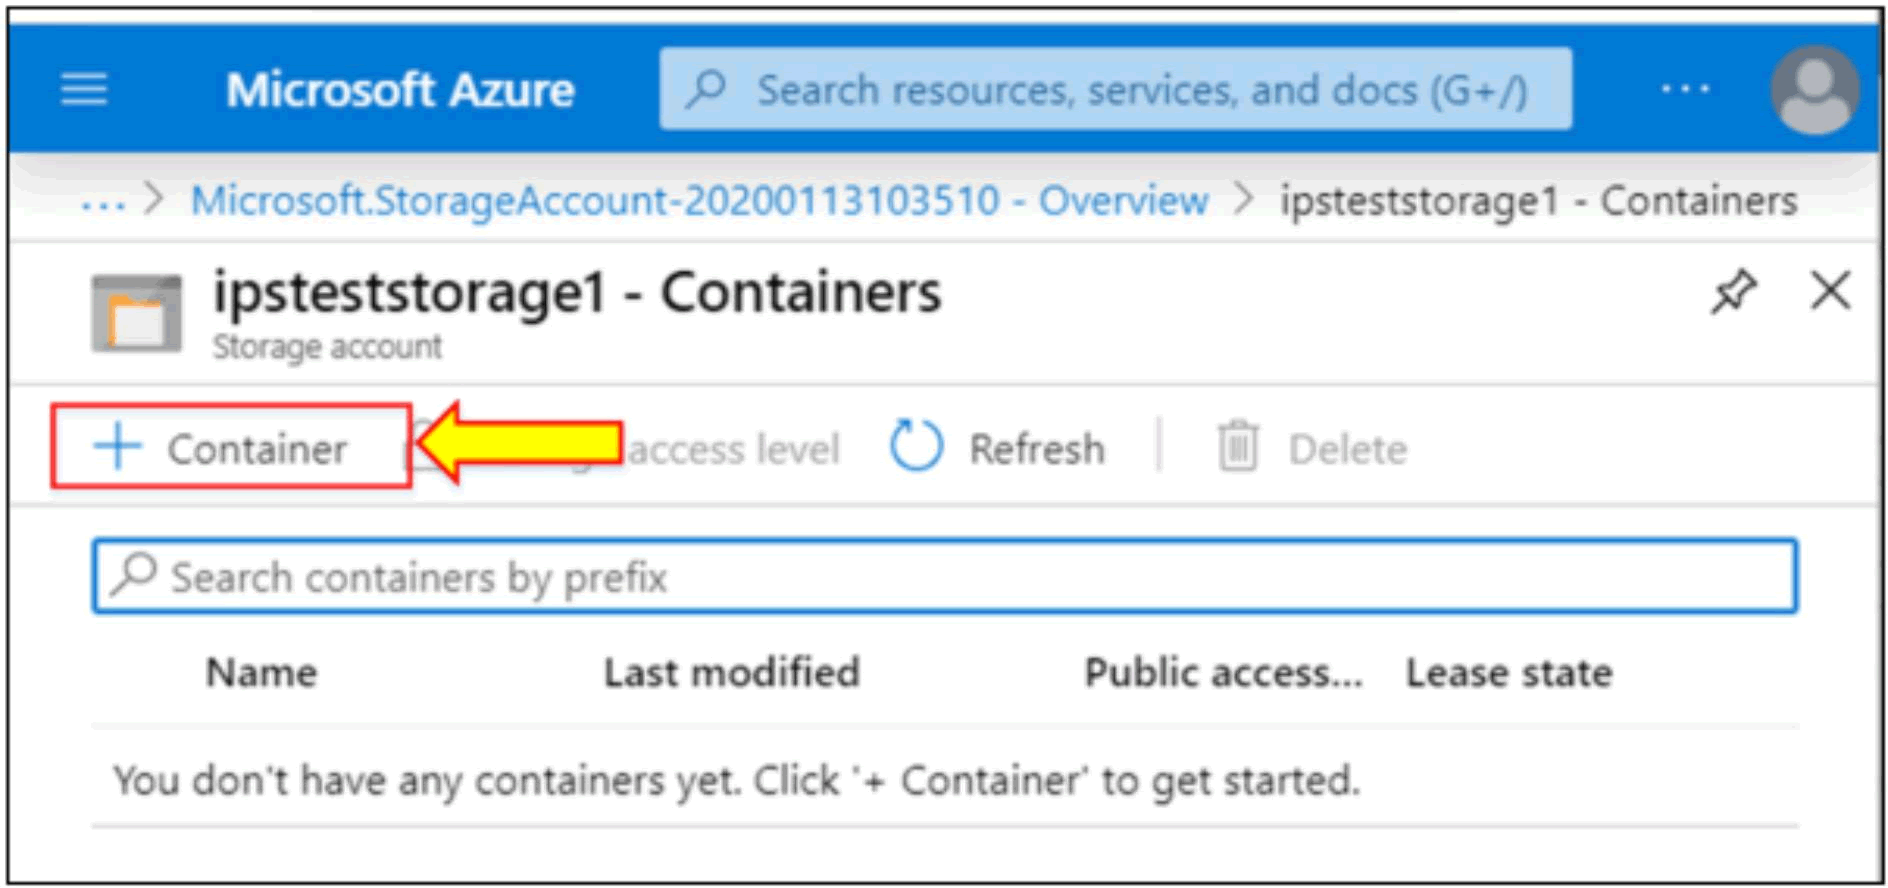 Microsoft Azure
Search resources, services, and docs (G+/)
...
... > Microsoft.StorageAccount-20200113103510 - Overview > ipsteststorage1 - Containers
ipsteststorage1 - Containers
Storage account
+ Container
access level
Refresh
Delete
Search containers by prefix
Name Last modified Public access... Lease state
You don't have any containers yet. Click '+ Container' to get started.